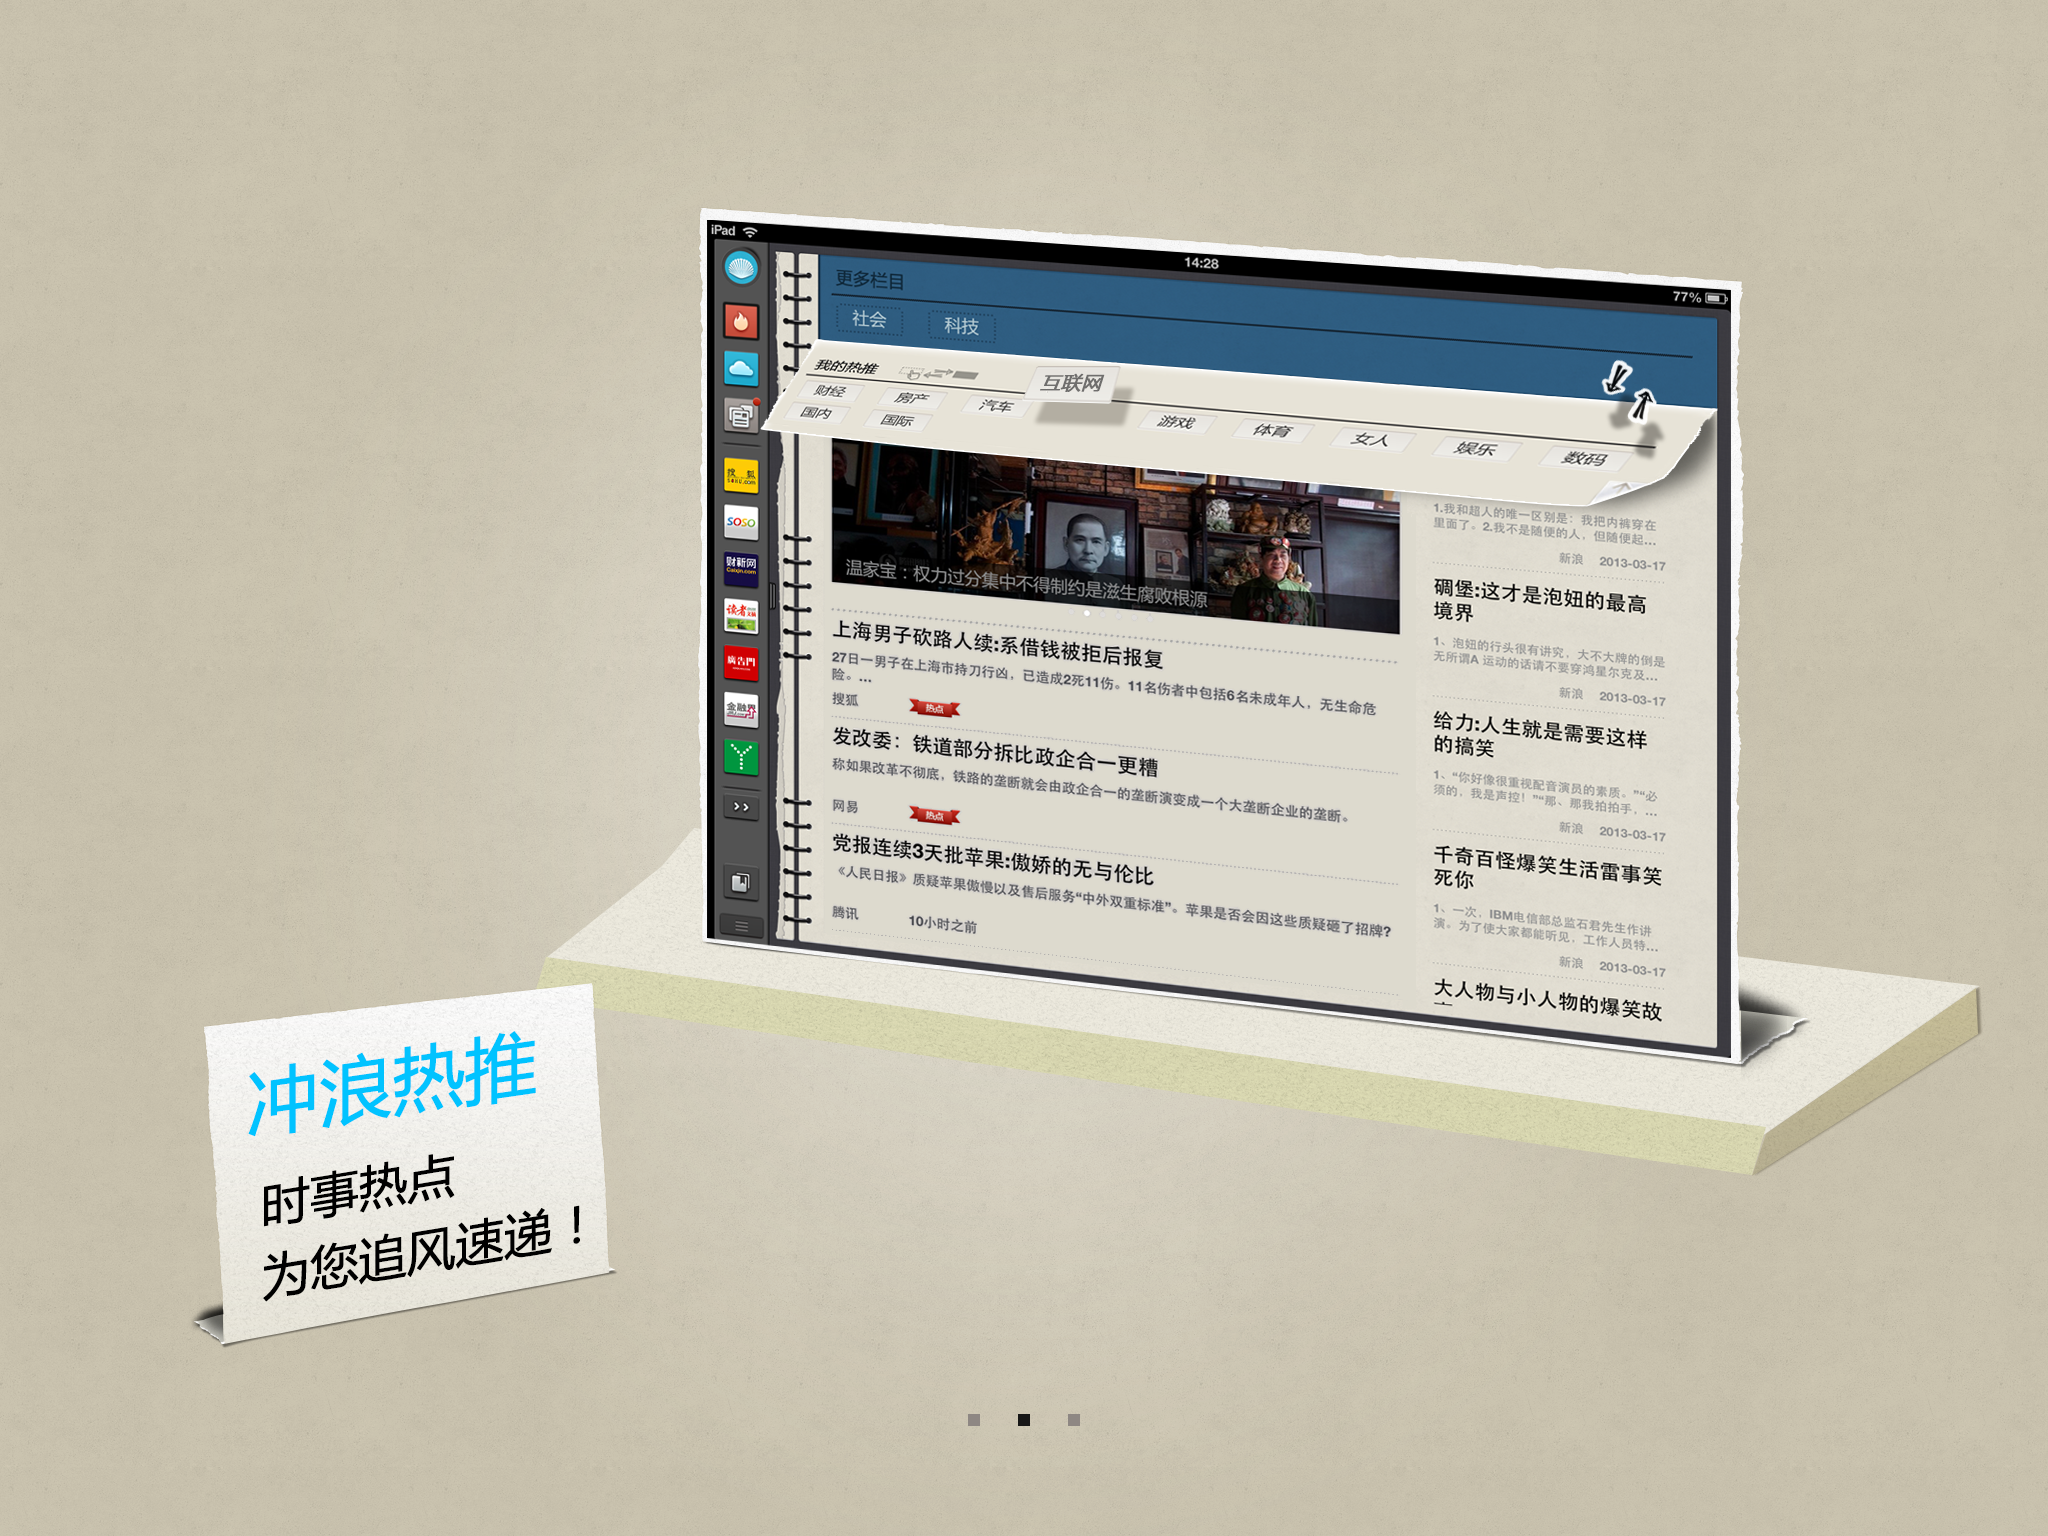 iPad
14:28
77%
更多栏目
社会
科技
我的热推
互联网
财经
房产
汽车
国内
国际
游戏
体育
女人
娱乐
数码
搜狐
SOHU.com
SOSO
财新网
Caixin.com
读者
廣告門
金融界
温家宝：权力过分集中不得制约是滋生腐败根源
上海男子砍路人续:系借钱被拒后报复
27日一男子在上海市持刀行凶，已造成2死11伤。11名伤者中包括6名未成年人，无生命危
险。...
搜狐
热点
发改委：铁道部分拆比政企合一更糟
称如果改革不彻底，铁路的垄断就会由政企合一的垄断演变成一个大垄断企业的垄断。
网易
热点
党报连续3天批苹果:傲娇的无与伦比
《人民日报》质疑苹果傲慢以及售后服务“中外双重标准”。苹果是否会因这些质疑砸了招牌?
腾讯
10小时之前
1.我和超人的唯一区别是：我把内裤穿在
里面了。2.我不是随便的人，但随便起...
新浪 2013-03-17
碉堡:这才是泡妞的最高
境界
1、泡妞的行头很有讲究，大不大牌的倒是
无所谓A 运动的话请不要穿鸿星尔克及...
新浪 2013-03-17
给力:人生就是需要这样
的搞笑
1、“你好像很重视配音演员的素质。”“必
须的，我是声控！”“那、那我拍拍手，...
新浪 2013-03-17
千奇百怪爆笑生活雷事笑
死你
1、一次，IBM电信部总监石君先生作讲
演。为了使大家都能听见，工作人员特...
新浪 2013-03-17
大人物与小人物的爆笑故
冲浪热推
时事热点
为您追风速递！